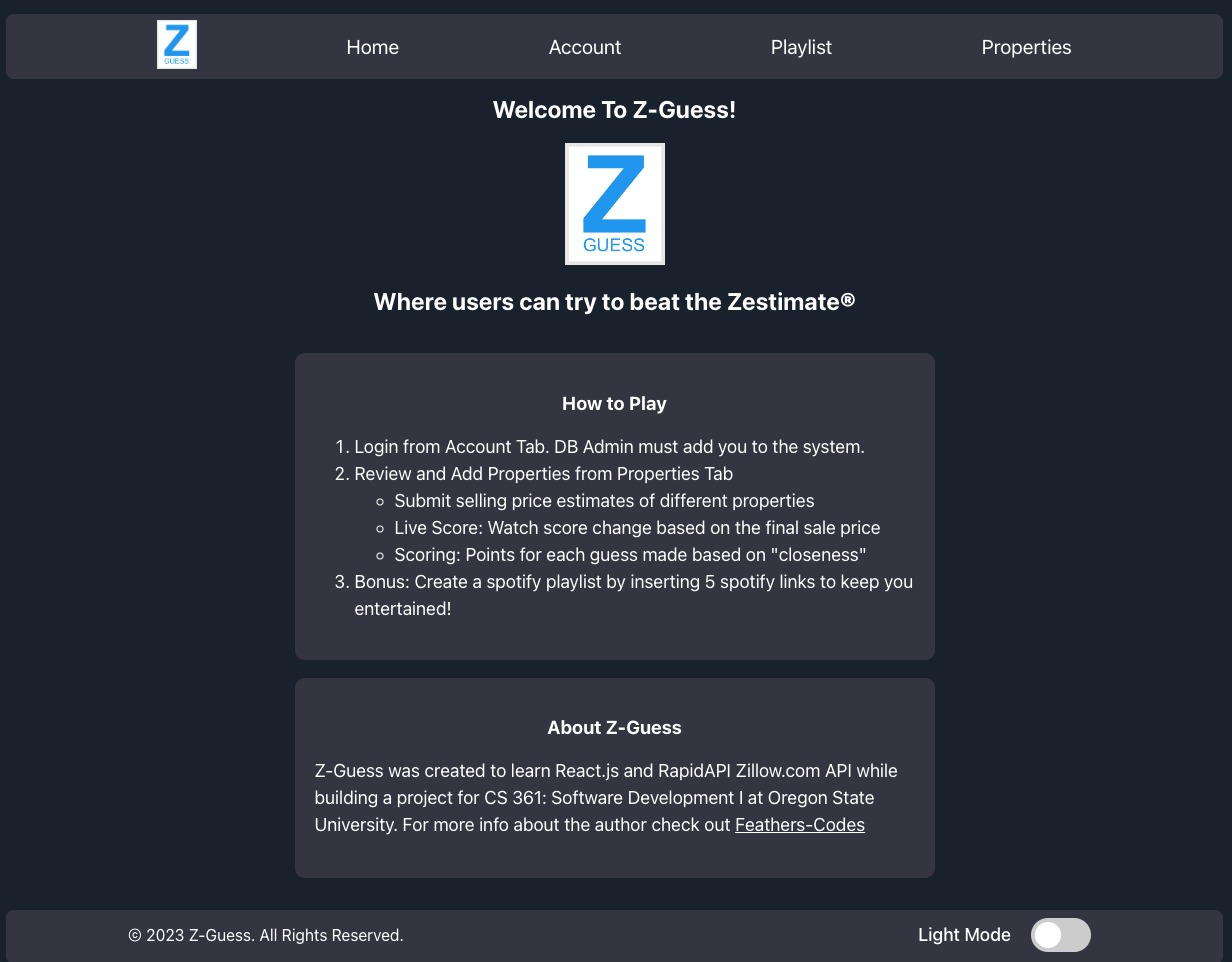 Z
GUESS
Home
Account
Playlist
Properties
Welcome To Z-Guess!
Z
GUESS
Where users can try to beat the Zestimate®
How to Play
1. Login from Account Tab. DB Admin must add you to the system.
2. Review and Add Properties from Properties Tab
Submit selling price estimates of different properties
Live Score: Watch score change based on the final sale price
Scoring: Points for each guess made based on "closeness"
3. Bonus: Create a spotify playlist by inserting 5 spotify links to keep you
entertained!
About Z-Guess
Z-Guess was created to learn React.js and RapidAPI Zillow.com API while
building a project for CS 361: Software Development I at Oregon State
University. For more info about the author check out Feathers-Codes
© 2023 Z-Guess. All Rights Reserved.
Light Mode